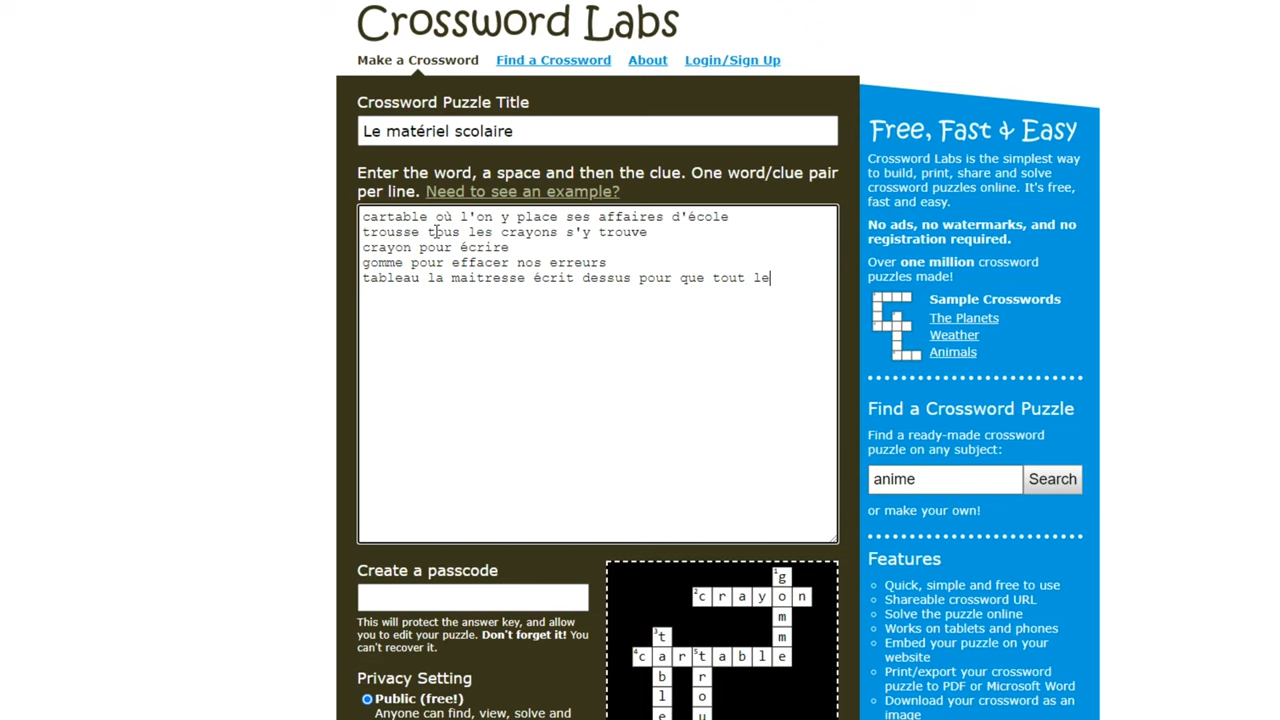 Crossword Labs
Make a Crossword Find a Crossword About Login/Sign Up
Crossword Puzzle Title
Le matériel scolaire
Enter the word, a space and then the clue. One word/clue pair
per line. Need to see an example?
cartable où l'on y place ses affaires d'école
trousse tous les crayons s'y trouve
crayon pour écrire
gomme pour effacer nos erreurs
tableau la maitresse écrit dessus pour que tout le
Create a passcode
This will protect the answer key, and allow
you to edit your puzzle. Don't forget it! You
can't recover it.
Privacy Setting
Public (free!)
Anyone can find, view, solve and
1 g
2 c r a y o n
m
3 t m
4 c a r 5 t a b l e
b r
l o
e u
Free, Fast & Easy
Crossword Labs is the simplest way
to build, print, share and solve
crossword puzzles online. It's free,
fast and easy.
No ads, no watermarks, and no
registration required.
Over one million crossword
puzzles made!
Sample Crosswords
The Planets
Weather
Animals
Find a Crossword Puzzle
Find a ready-made crossword
puzzle on any subject:
anime Search
or make your own!
Features
Quick, simple and free to use
Shareable crossword URL
Solve the puzzle online
Works on tablets and phones
Embed your puzzle on your
website
Print/export your crossword
puzzle to PDF or Microsoft Word
Download your crossword as an
image